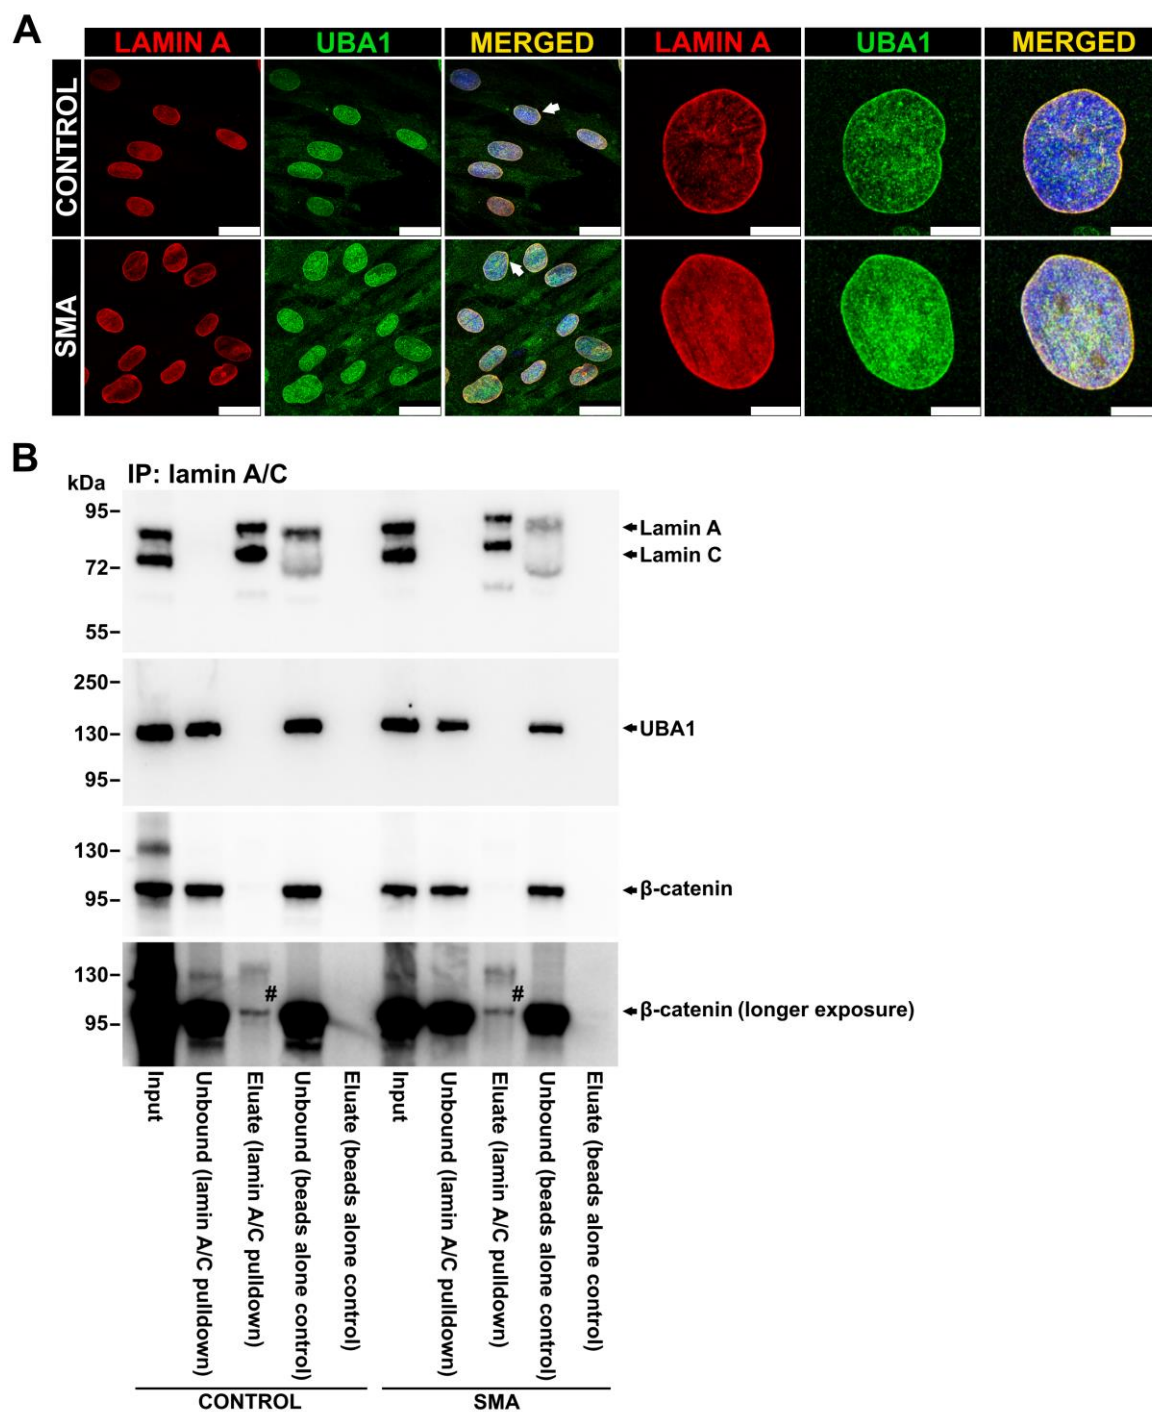 A
LAMIN A UBA1 MERGED LAMIN A UBA1 MERGED
CONTROL
SMA
B
IP: lamin A/C
kDa
95
Lamin A
Lamin C
72
55
250
UBA1
130
95
130
β-catenin
95
130
# #
β-catenin (longer exposure)
95
Input
Unbound (lamin A/C pulldown)
Eluate (lamin A/C pulldown)
Unbound (beads alone control)
Eluate (beads alone control)
Input
Unbound (lamin A/C pulldown)
Eluate (lamin A/C pulldown)
Unbound (beads alone control)
Eluate (beads alone control)
CONTROL SMA